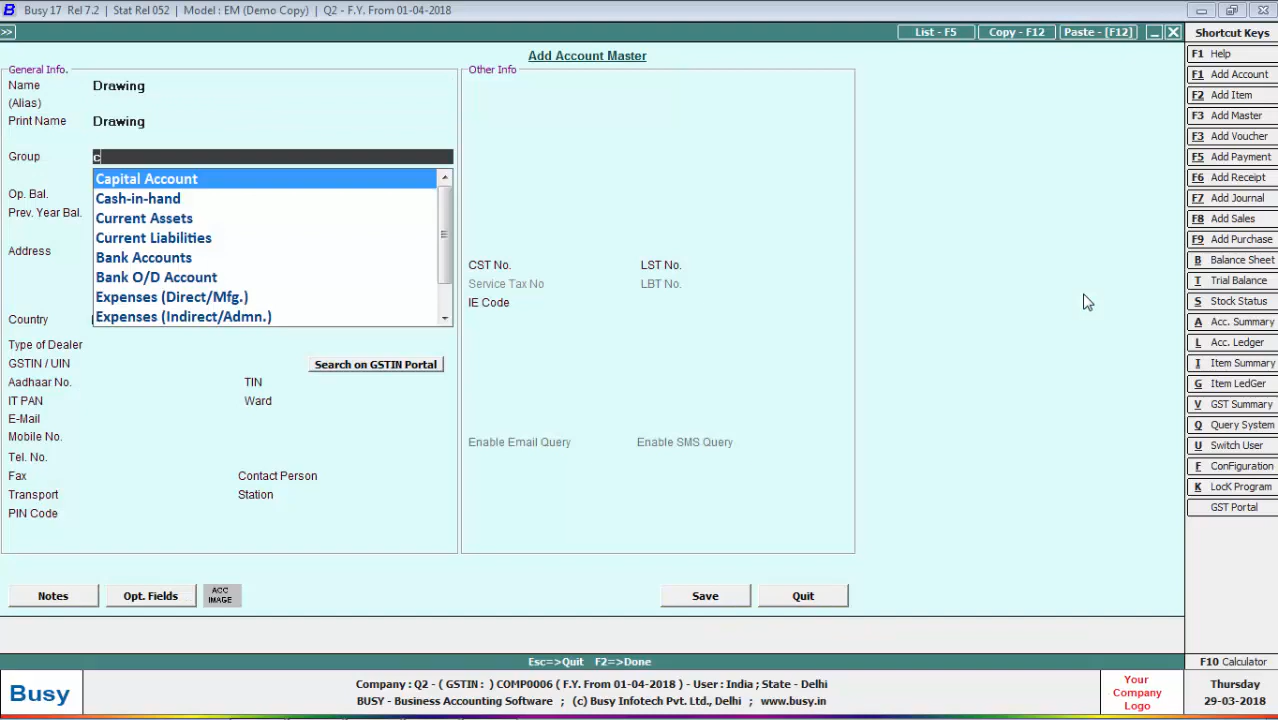 B Busy 17 Rel 7.2 | Stat Rel 052 | Model : EM (Demo Copy) | Q2 - F.Y. From 01-04-2018
>> List - F5 Copy - F12 Paste - [F12] Shortcut Keys
Add Account Master
General Info.
Name Drawing
(Alias)
Print Name Drawing
Group c
Capital Account
Cash-in-hand
Current Assets
Current Liabilities
Bank Accounts
Bank O/D Account
Expenses (Direct/Mfg.)
Expenses (Indirect/Admn.)
Op. Bal.
Prev. Year Bal.
Address
Country
Type of Dealer
GSTIN / UIN Search on GSTIN Portal
Aadhaar No. TIN
IT PAN Ward
E-Mail
Mobile No.
Tel. No.
Fax Contact Person
Transport Station
PIN Code
Other Info
CST No. LST No.
Service Tax No LBT No.
IE Code
Enable Email Query Enable SMS Query
Notes Opt. Fields ACC IMAGE Save Quit
F1 Help
F1 Add Account
F2 Add Item
F3 Add Master
F3 Add Voucher
F5 Add Payment
F6 Add Receipt
F7 Add Journal
F8 Add Sales
F9 Add Purchase
B Balance Sheet
T Trial Balance
S Stock Status
A Acc. Summary
L Acc. Ledger
I Item Summary
G Item LedGer
V GST Summary
Q Query System
U Switch User
F ConFiguration
K LocK Program
GST Portal
Esc=>Quit F2=>Done F10 Calculator
Busy
Company : Q2 - ( GSTIN : ) COMP0006 ( F.Y. From 01-04-2018 ) - User : India ; State - Delhi
BUSY - Business Accounting Software ; (c) Busy Infotech Pvt. Ltd., Delhi ; www.busy.in
Your
Company
Logo
Thursday
29-03-2018